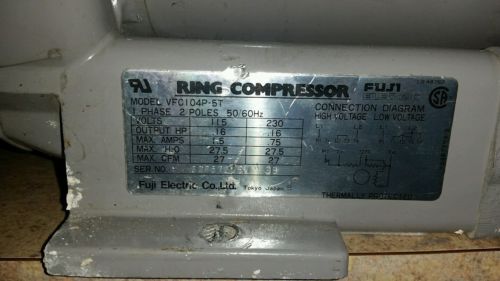 RU RING COMPRESSOR FUJI
ELECTRIC
MODEL VFC104P-5T
1 PHASE 2 POLES 50/60Hz
CONNECTION DIAGRAM
HIGH VOLTAGE LOW VOLTAGE
VOLTS 115 230
OUTPUT HP .16 .16
MAX. AMPS 1.5 .75
MAX. H2O 27.5 27.5
MAX. CFM 27 27
SER NO.
Fuji Electric Co., Ltd. Tokyo Japan
THERMALLY PROTECTED